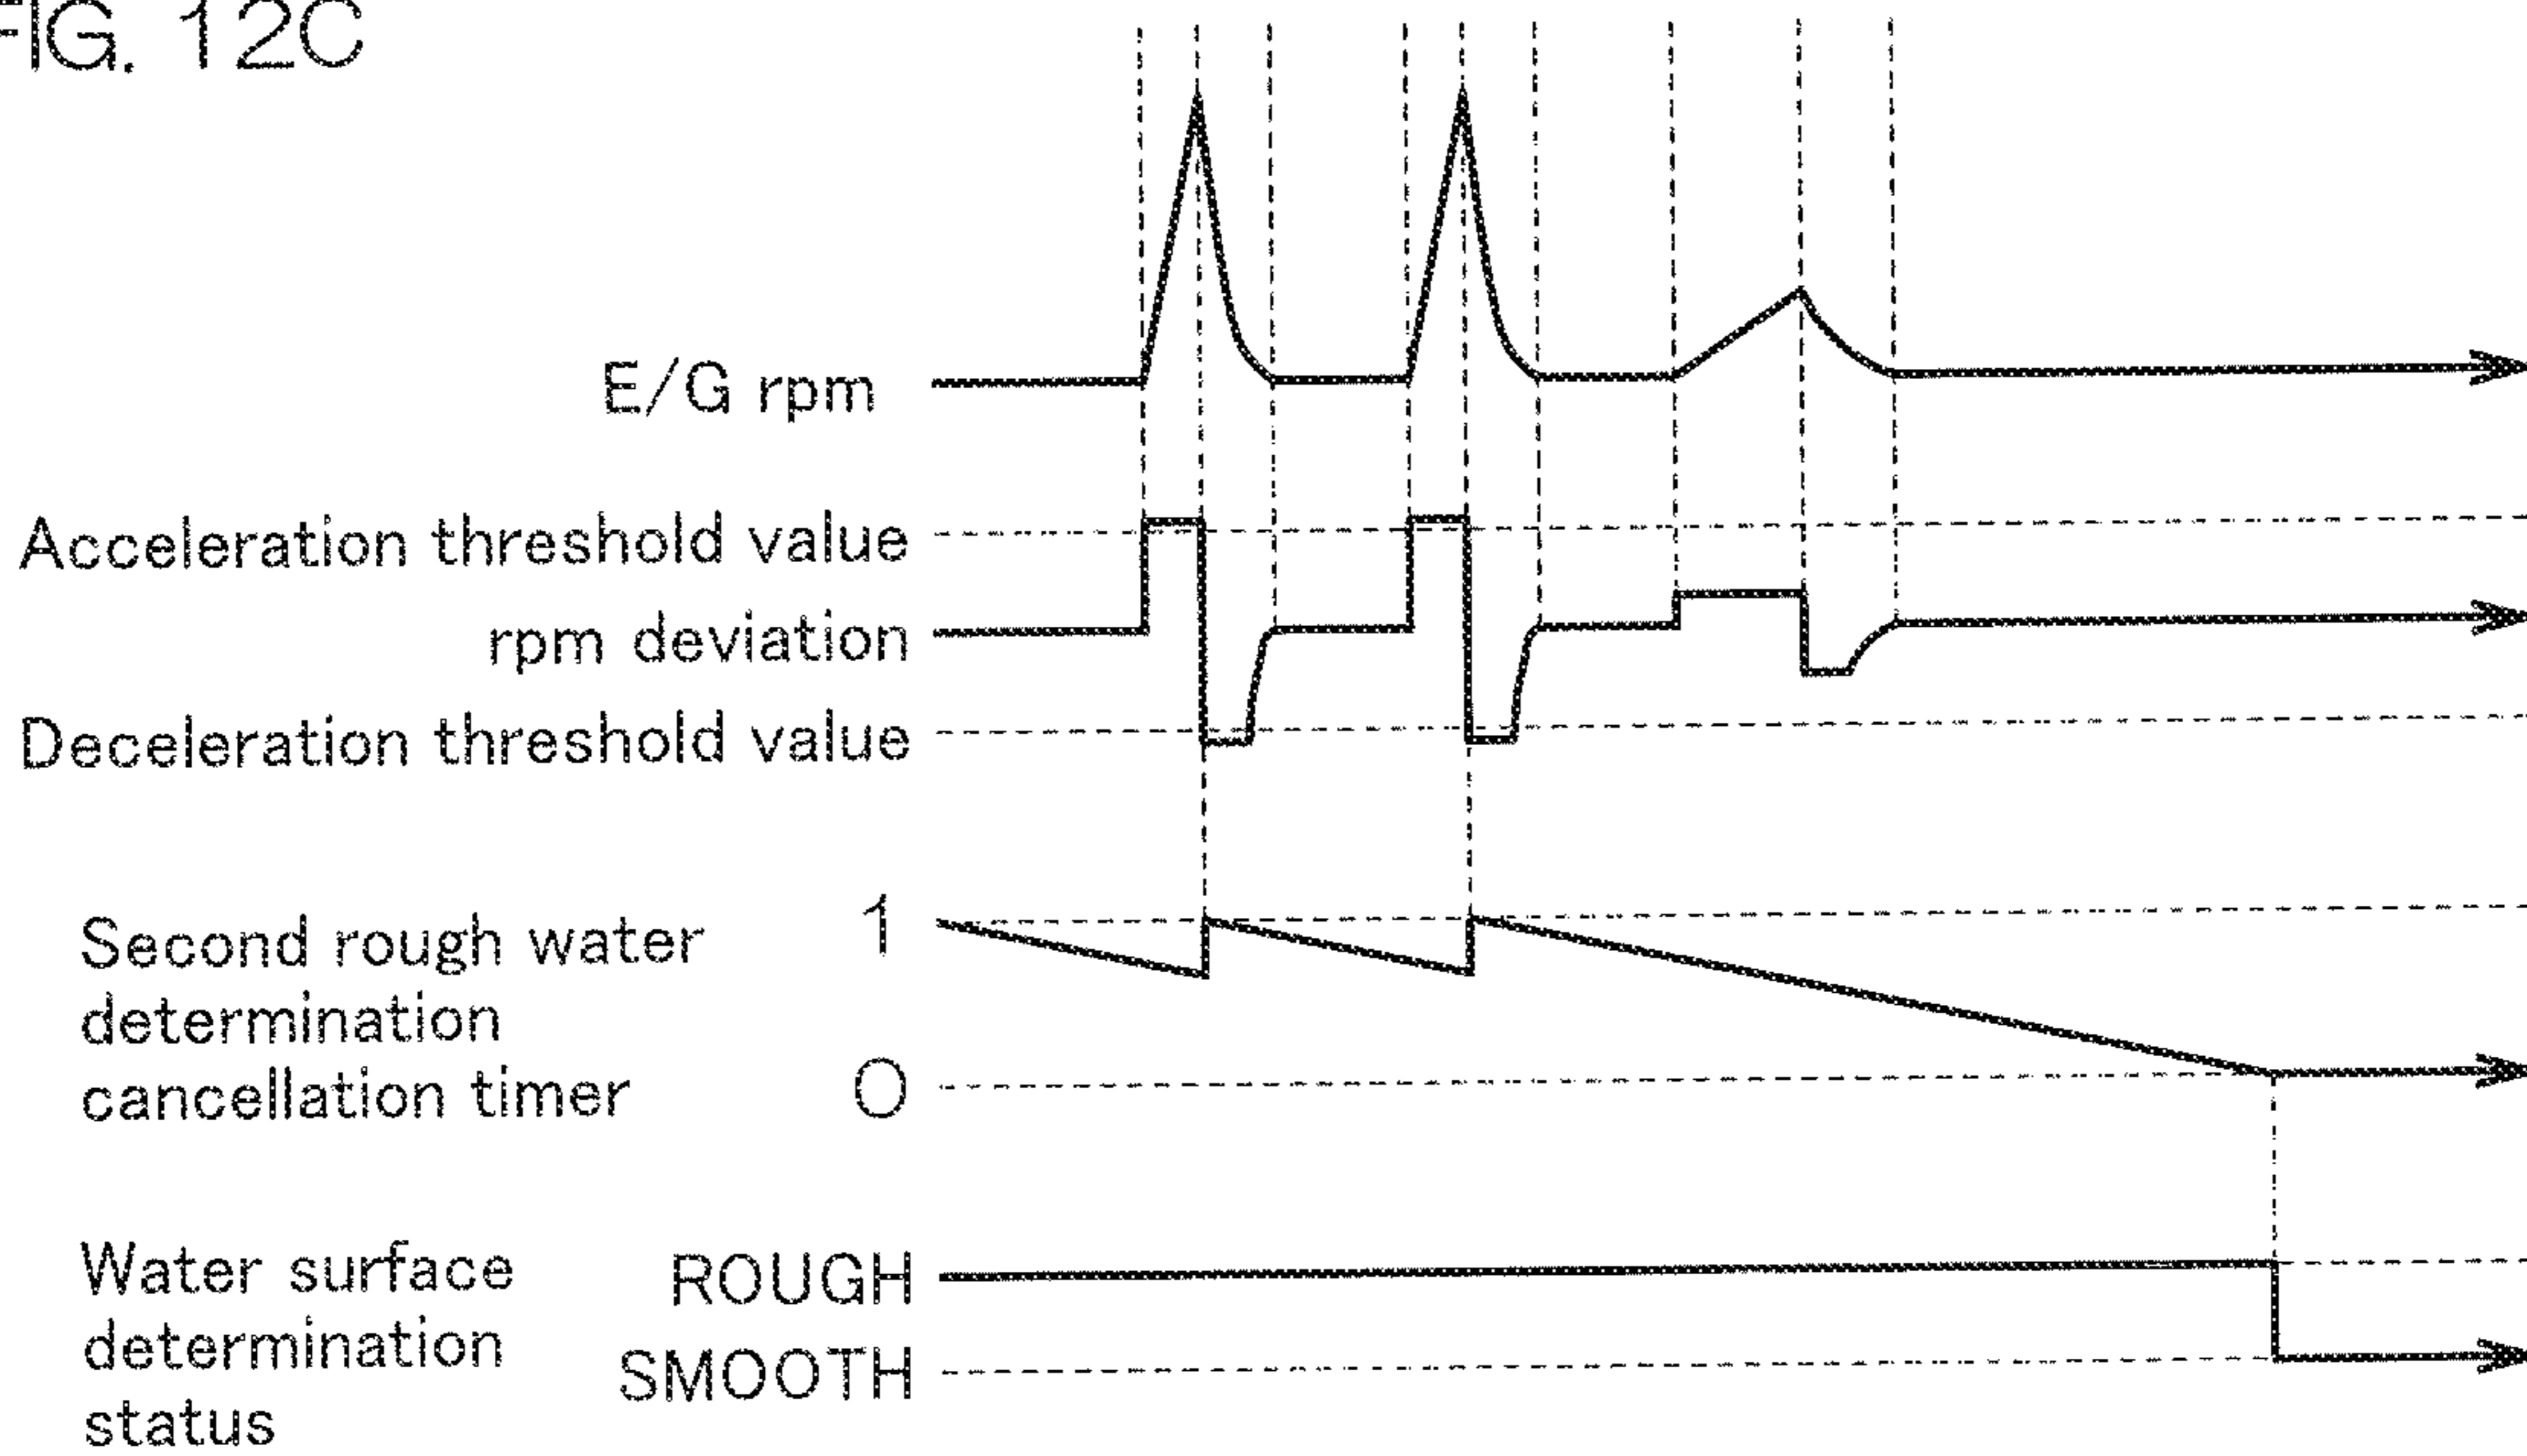 FIG. 12C
E/G rpm
Acceleration threshold value
rpm deviation
Deceleration threshold value
Second rough water
determination
cancellation timer
1
0
Water surface
determination
status
ROUGH
SMOOTH